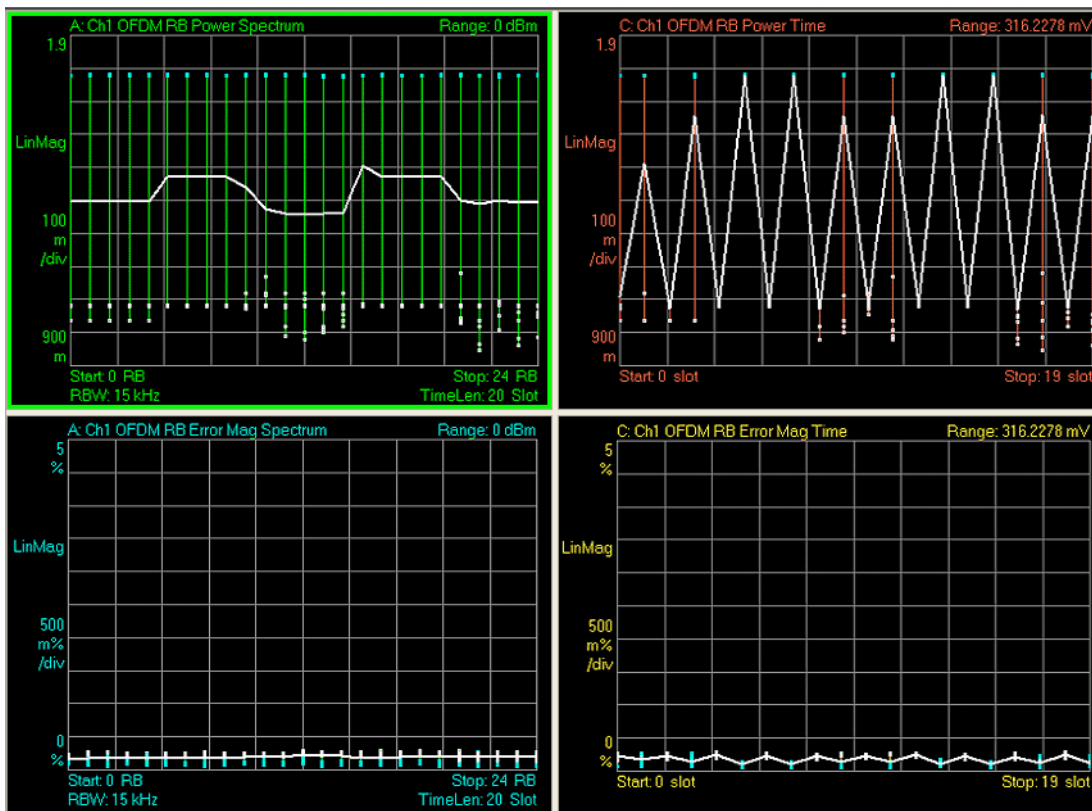 A: Ch1 OFDM RB Power Spectrum Range: 0 dBm
1.9
LinMag
100
m
/div
900
m
Start: 0 RB Stop: 24 RB
RBW: 15 kHz TimeLen: 20 Slot
C: Ch1 OFDM RB Power Time Range: 316.2278 mV
1.9
LinMag
100
m
/div
900
m
Start: 0 slot Stop: 19 slot
A: Ch1 OFDM RB Error Mag Spectrum Range: 0 dBm
5
%
LinMag
500
m%
/div
0
%
Start: 0 RB Stop: 24 RB
RBW: 15 kHz TimeLen: 20 Slot
C: Ch1 OFDM RB Error Mag Time Range: 316.2278 mV
5
%
LinMag
500
m%
/div
0
%
Start: 0 slot Stop: 19 slot